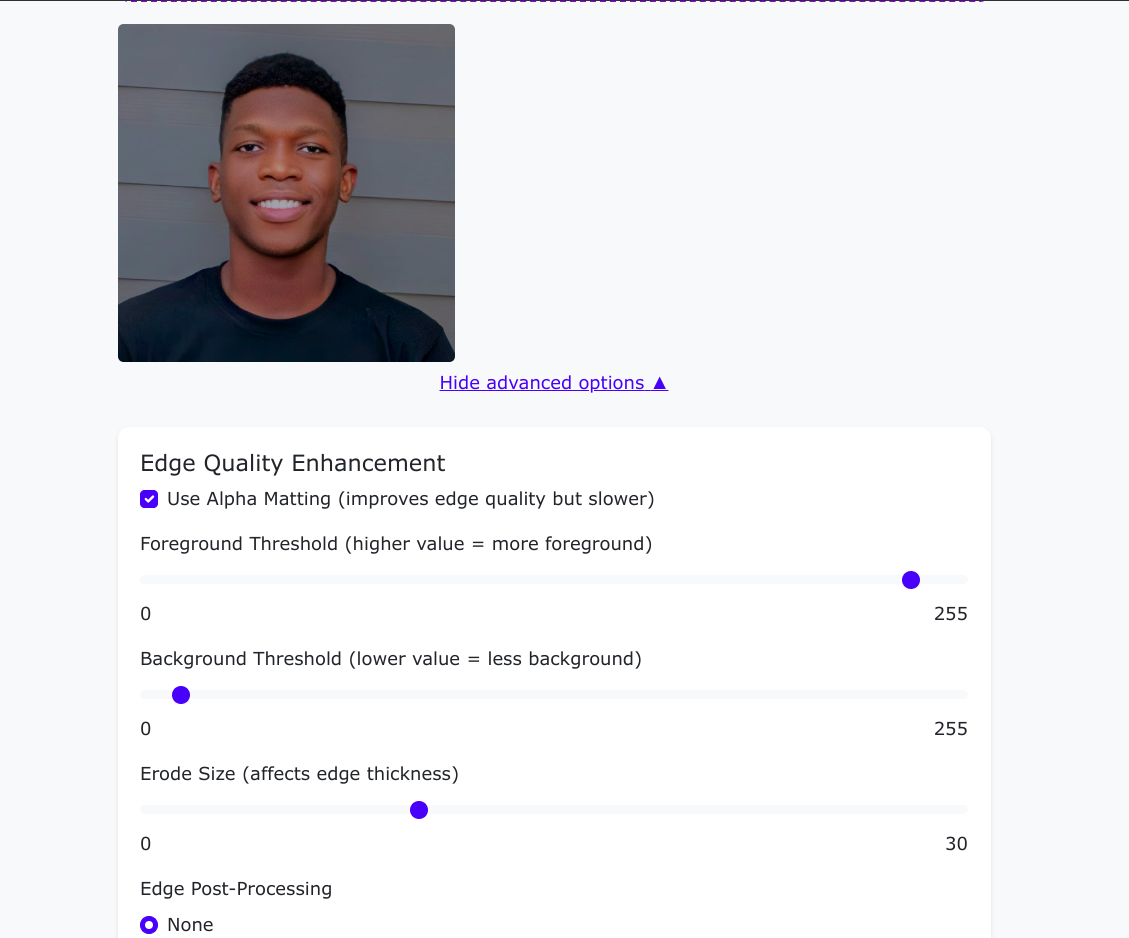 Hide advanced options ▲
Edge Quality Enhancement
Use Alpha Matting (improves edge quality but slower)
Foreground Threshold (higher value = more foreground)
0 255
Background Threshold (lower value = less background)
0 255
Erode Size (affects edge thickness)
0 30
Edge Post-Processing
None